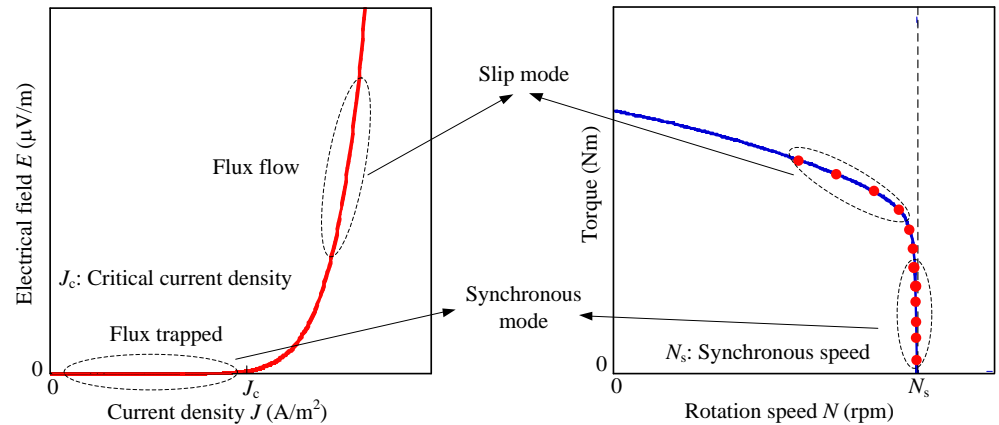 Electrical field E (μV/m)
Flux flow
Jc: Critical current density
Flux trapped
0
0
Jc
Current density J (A/m²)
Slip mode
Synchronous
mode
Torque (Nm)
Ns: Synchronous speed
0
0
Ns
Rotation speed N (rpm)